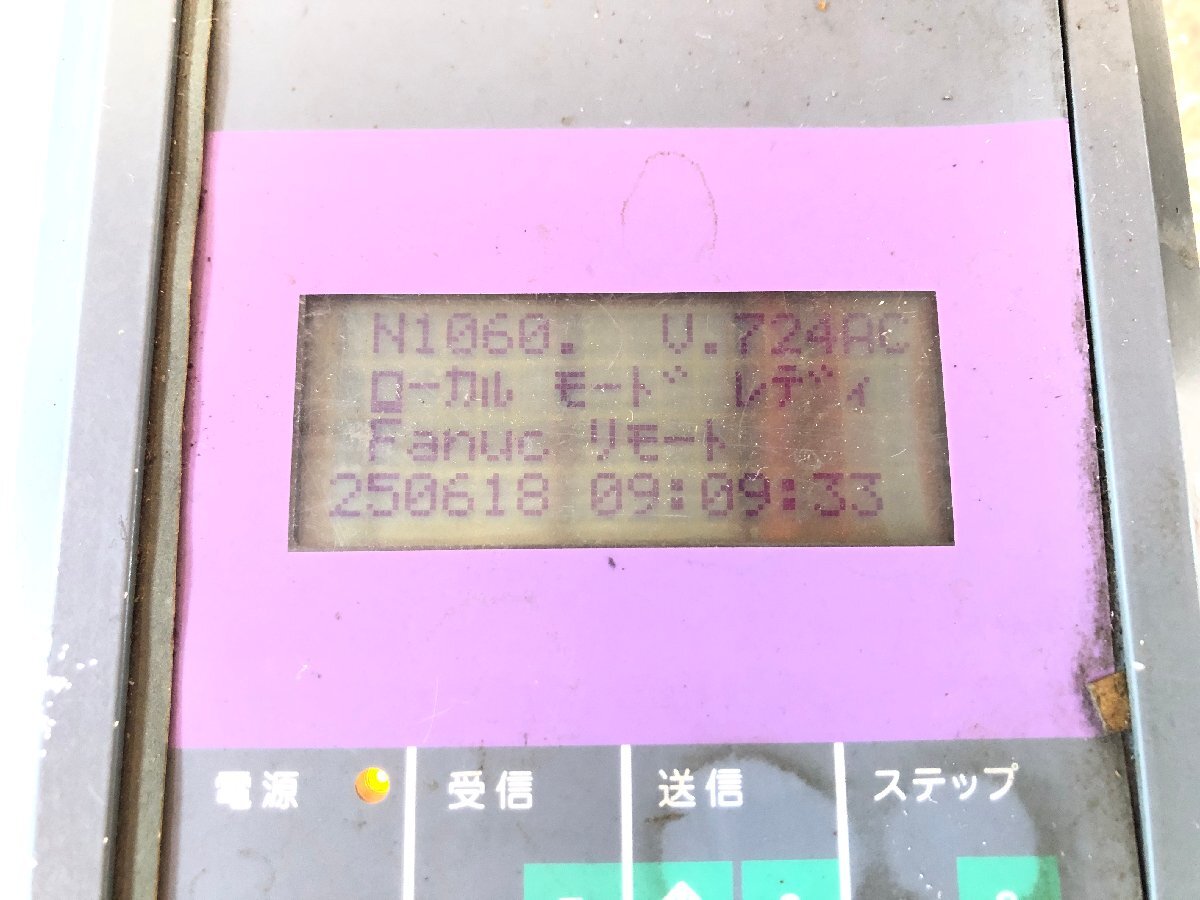 N1060. V.724AC
ローカル モード レディ
Fanuc リモート
250618 09:09:33
電源 受信 送信 ステップ